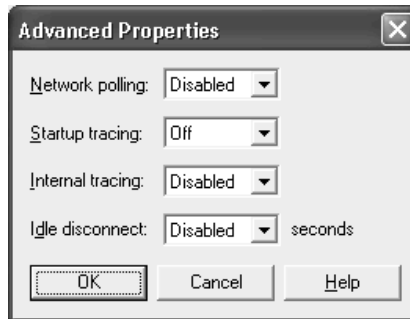 Advanced Properties
Network polling: Disabled
Startup tracing: Off
Internal tracing: Disabled
Idle disconnect: Disabled seconds
OK Cancel Help